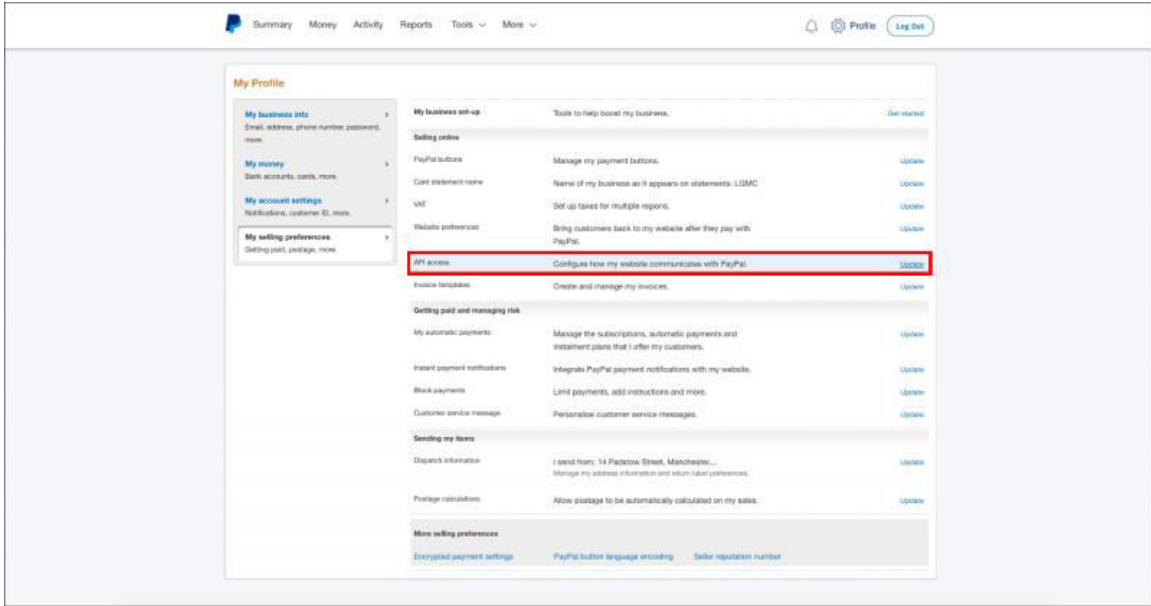 Summary Money Activity Reports Tools More Profile Log Out
My Profile
My business info
Email, address, phone number, password,
more.
My money
Bank accounts, cards, more.
My account settings
Notifications, customer ID, more.
My selling preferences
Getting paid, postage, more.
My business set-up Tools to help boost my business. Get started
Selling online
PayPal buttons Manage my payment buttons. Update
Card statement name Name of my business as it appears on statements: LGMC Update
VAT Set up taxes for multiple regions. Update
Website preferences Bring customers back to my website after they pay with Update
PayPal.
API access Configure how my website communicates with PayPal. Update
Invoice templates Create and manage my invoices. Update
Getting paid and managing risk
My automatic payments Manage the subscriptions, automatic payments and Update
instalment plans that I offer my customers.
Instant payment notifications Integrate PayPal payment notifications with my website. Update
Block payments Limit payments, add instructions and more. Update
Customer service message Personalise customer service messages. Update
Sending my items
Dispatch information I send from: 14 Padstow Street, Manchester... Update
Manage my address information and return label preferences.
Postage calculations Allow postage to be automatically calculated on my sales. Update
More selling preferences
Encrypted payment settings PayPal button language encoding Seller reputation number